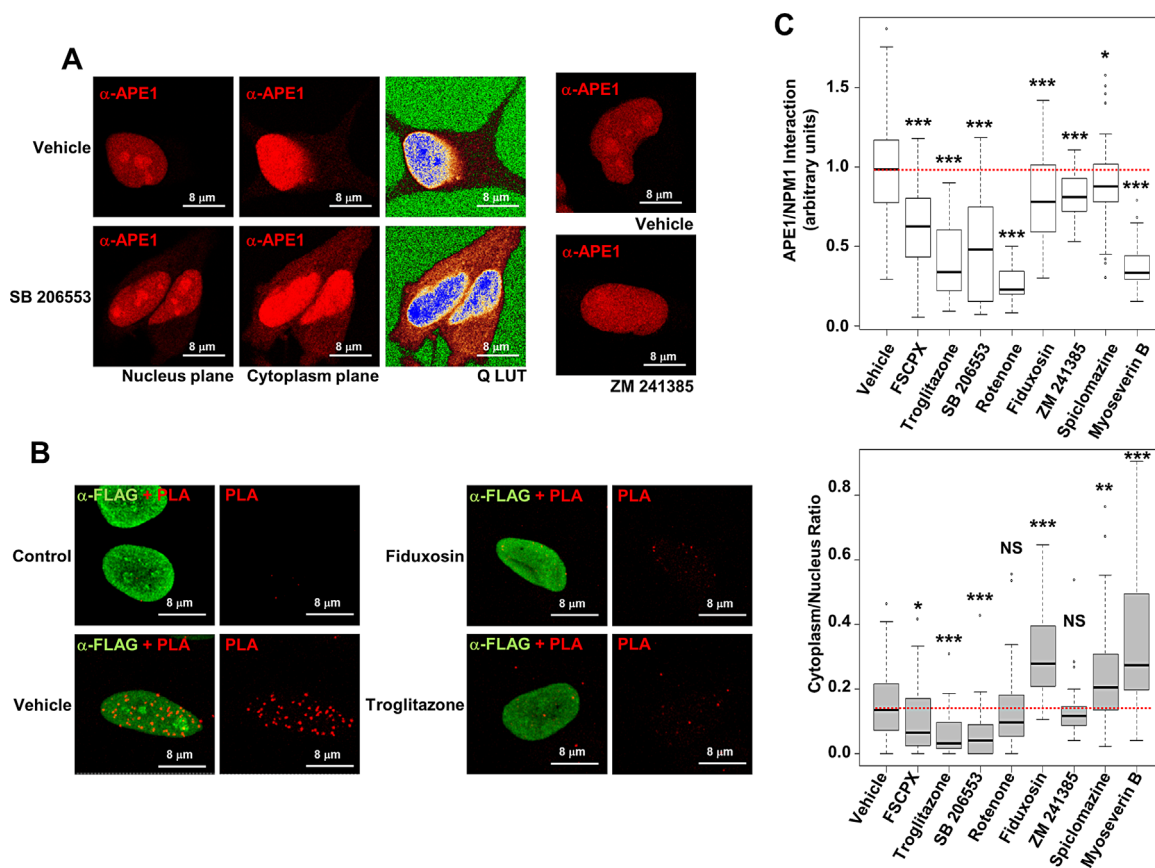 A
α-APE1
α-APE1
α-APE1
Vehicle
8 μm
8 μm
8 μm
8 μm
Vehicle
α-APE1
α-APE1
α-APE1
SB 206553
8 μm
8 μm
8 μm
8 μm
Nucleus plane
Cytoplasm plane
Q LUT
ZM 241385
B
α-FLAG + PLA
PLA
α-FLAG + PLA
PLA
Control
Fiduxosin
8 μm
8 μm
8 μm
8 μm
α-FLAG + PLA
PLA
α-FLAG + PLA
PLA
Vehicle
Troglitazone
8 μm
8 μm
8 μm
8 μm
C
APE1/NPM1 Interaction
(arbitrary units)
1.5
1.0
0.5
0.0
***
***
***
***
***
***
*
***
Vehicle
FSCPX
Troglitazone
SB 206553
Rotenone
Fiduxosin
ZM 241385
Spiclomazine
Myoseverin B
Cytoplasm/Nucleus Ratio
0.8
0.6
0.4
0.2
0.0
*
***
***
NS
***
NS
**
***
Vehicle
FSCPX
Troglitazone
SB 206553
Rotenone
Fiduxosin
ZM 241385
Spiclomazine
Myoseverin B